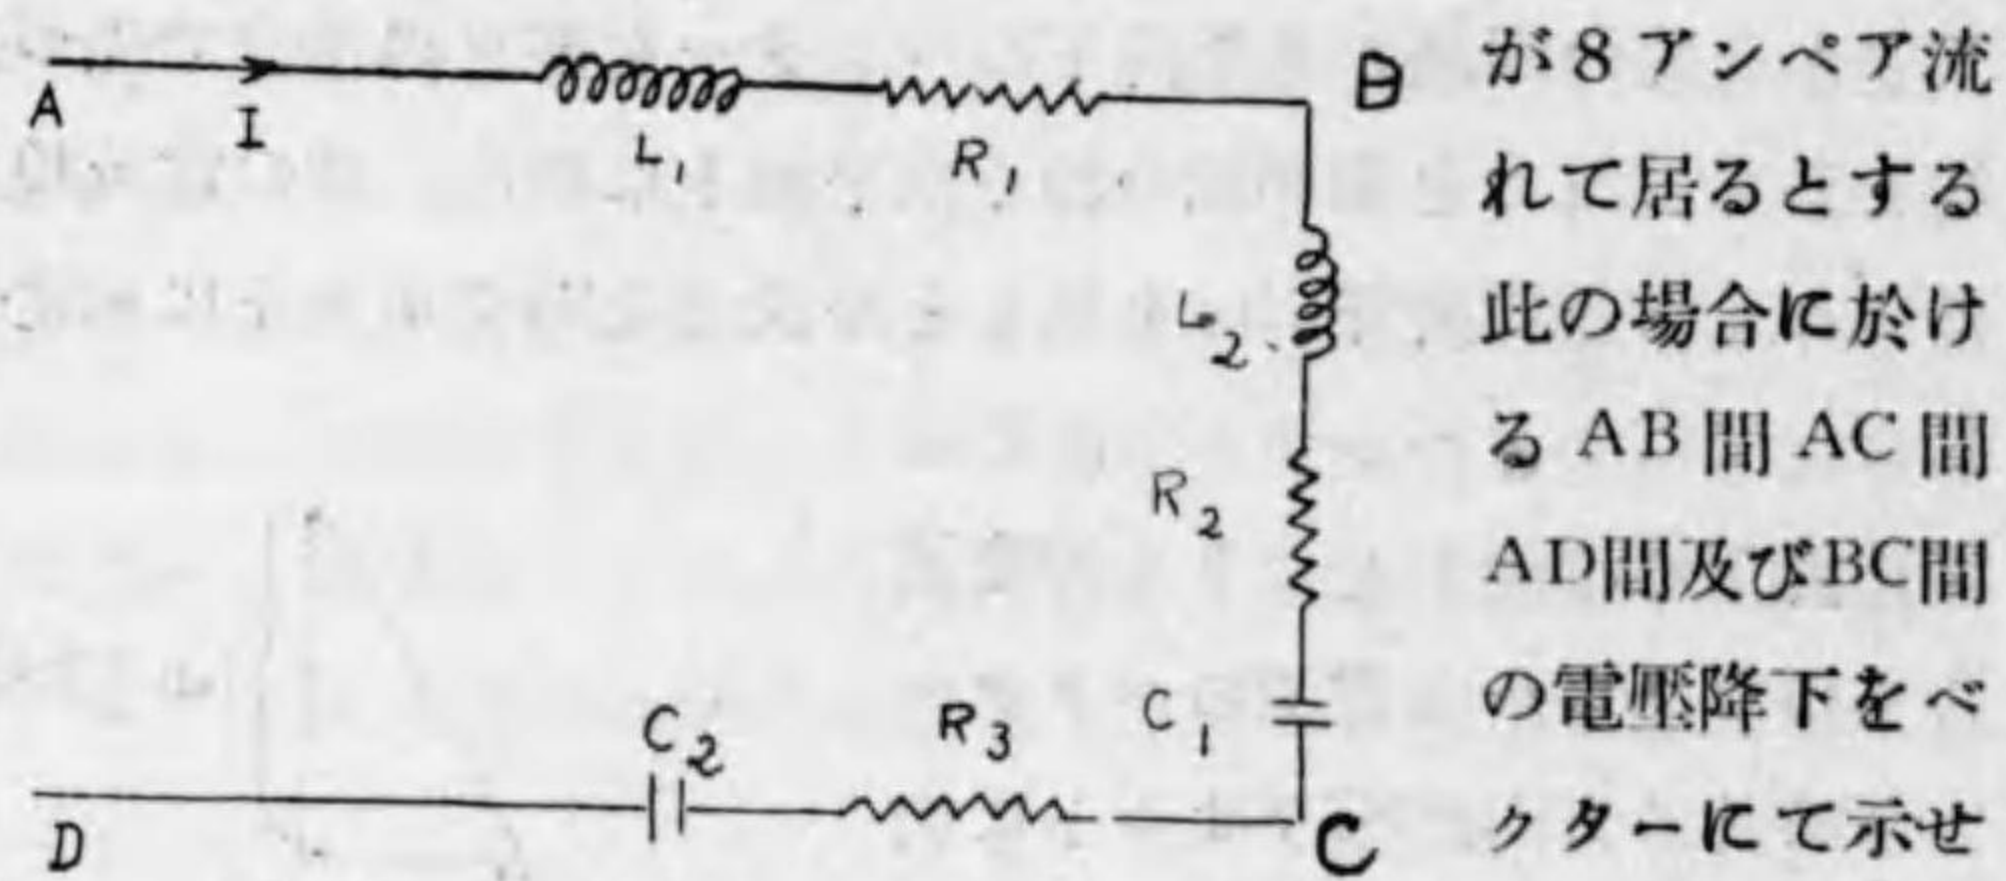 A
I
L₁
R₁
B
L₂
R₂
C₁
C₂
R₃
D
C
が8アンペア流
れて居るとする
此の場合に於け
る AB間 AC間
AD間及びBC間
の電壓降下をベ
クターにて示せ